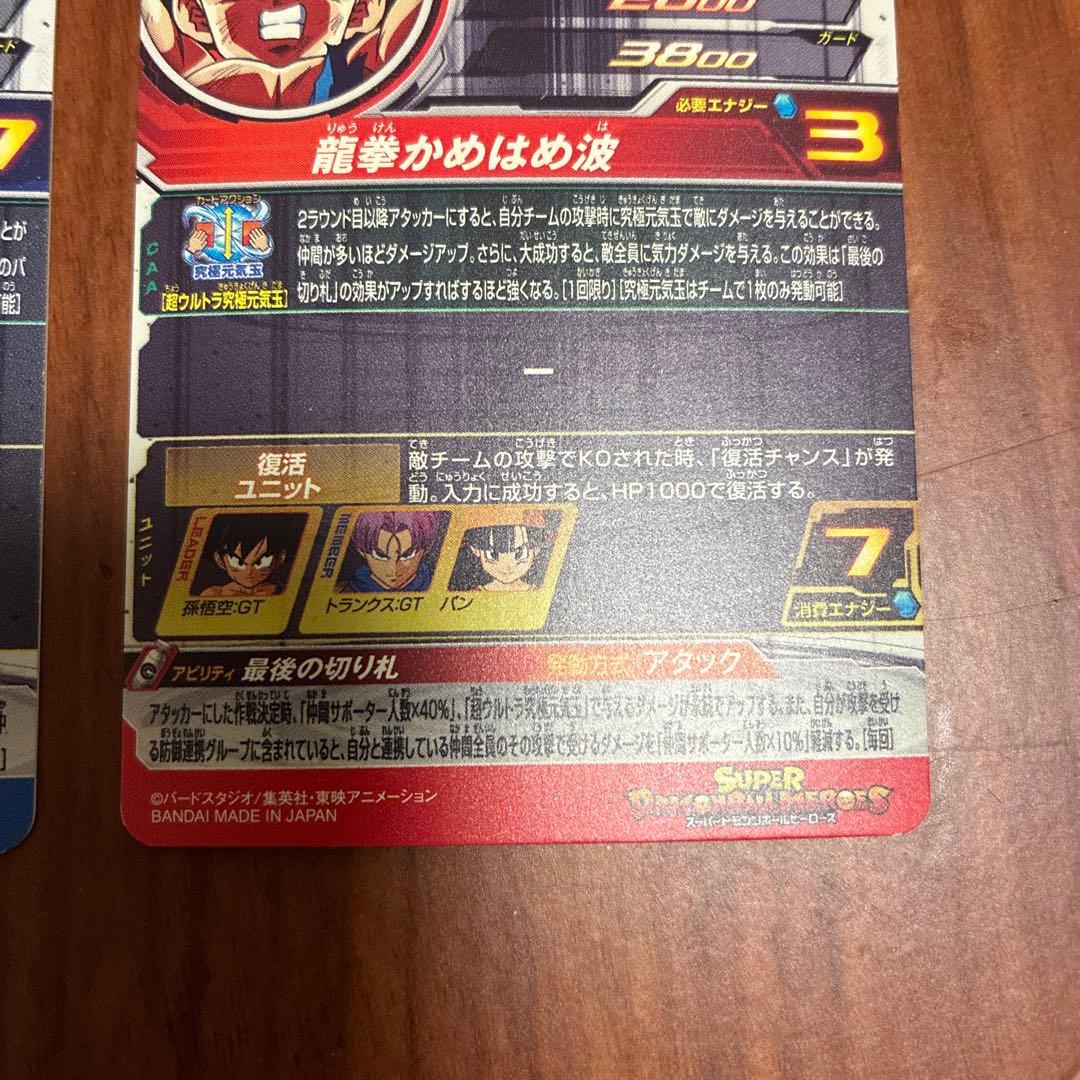 2800
3800
ガード
必要エナジー 3
龍拳かめはめ波
カードアクション
究極元気玉
[超ウルトラ究極元気玉]
CAA
2ラウンド目以降アタッカーにすると、自分チームの攻撃時に究極元気玉で敵にダメージを与えることができる。
仲間が多いほどダメージアップ。さらに、大成功すると、敵全員に気力ダメージを与える。この効果は「最後の
切り札」の効果がアップすればするほど強くなる。[1回限り][究極元気玉はチームで1枚のみ発動可能]
ー
復活
ユニット
敵チームの攻撃でKOされた時、「復活チャンス」が発
動。入力に成功すると、HP1000で復活する。
ユニット
LEADER
MEMBER
孫悟空:GT
トランクス:GT
パン
7
消費エナジー
アビリティ 最後の切り札
発動方式 アタック
アタッカーにした作戦決定時、「仲間サポーター人数×40%」、「超ウルトラ究極元気玉」で与えるダメージが永続でアップする。また、自分が攻撃を受け
る防御連携グループに含まれていると、自分と連携している仲間全員のその攻撃で受けるダメージを「仲間サポーター人数×10%」軽減する。[毎回]
©バードスタジオ/集英社・東映アニメーション
BANDAI MADE IN JAPAN
SUPER
DRAGONBALL HEROES
スーパードラゴンボールヒーローズ
ード
7
とが
のパ
能]
]